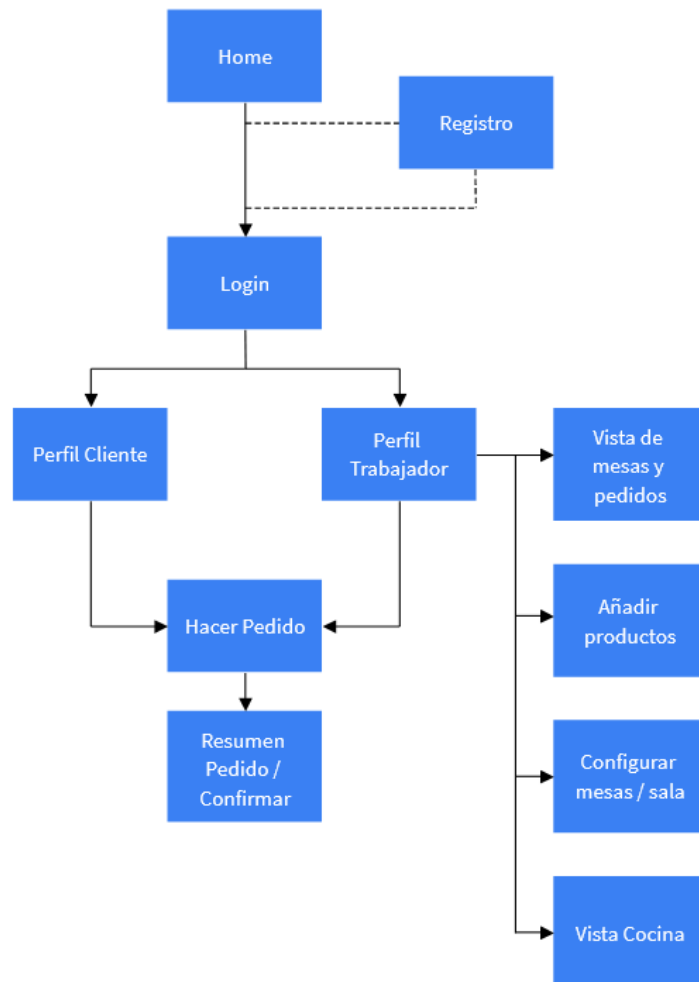 Home
Registro
Login
Perfil Cliente
Perfil
Trabajador
Vista de
mesas y
pedidos
Hacer Pedido
Añadir
productos
Resumen
Pedido /
Confirmar
Configurar
mesas / sala
Vista Cocina